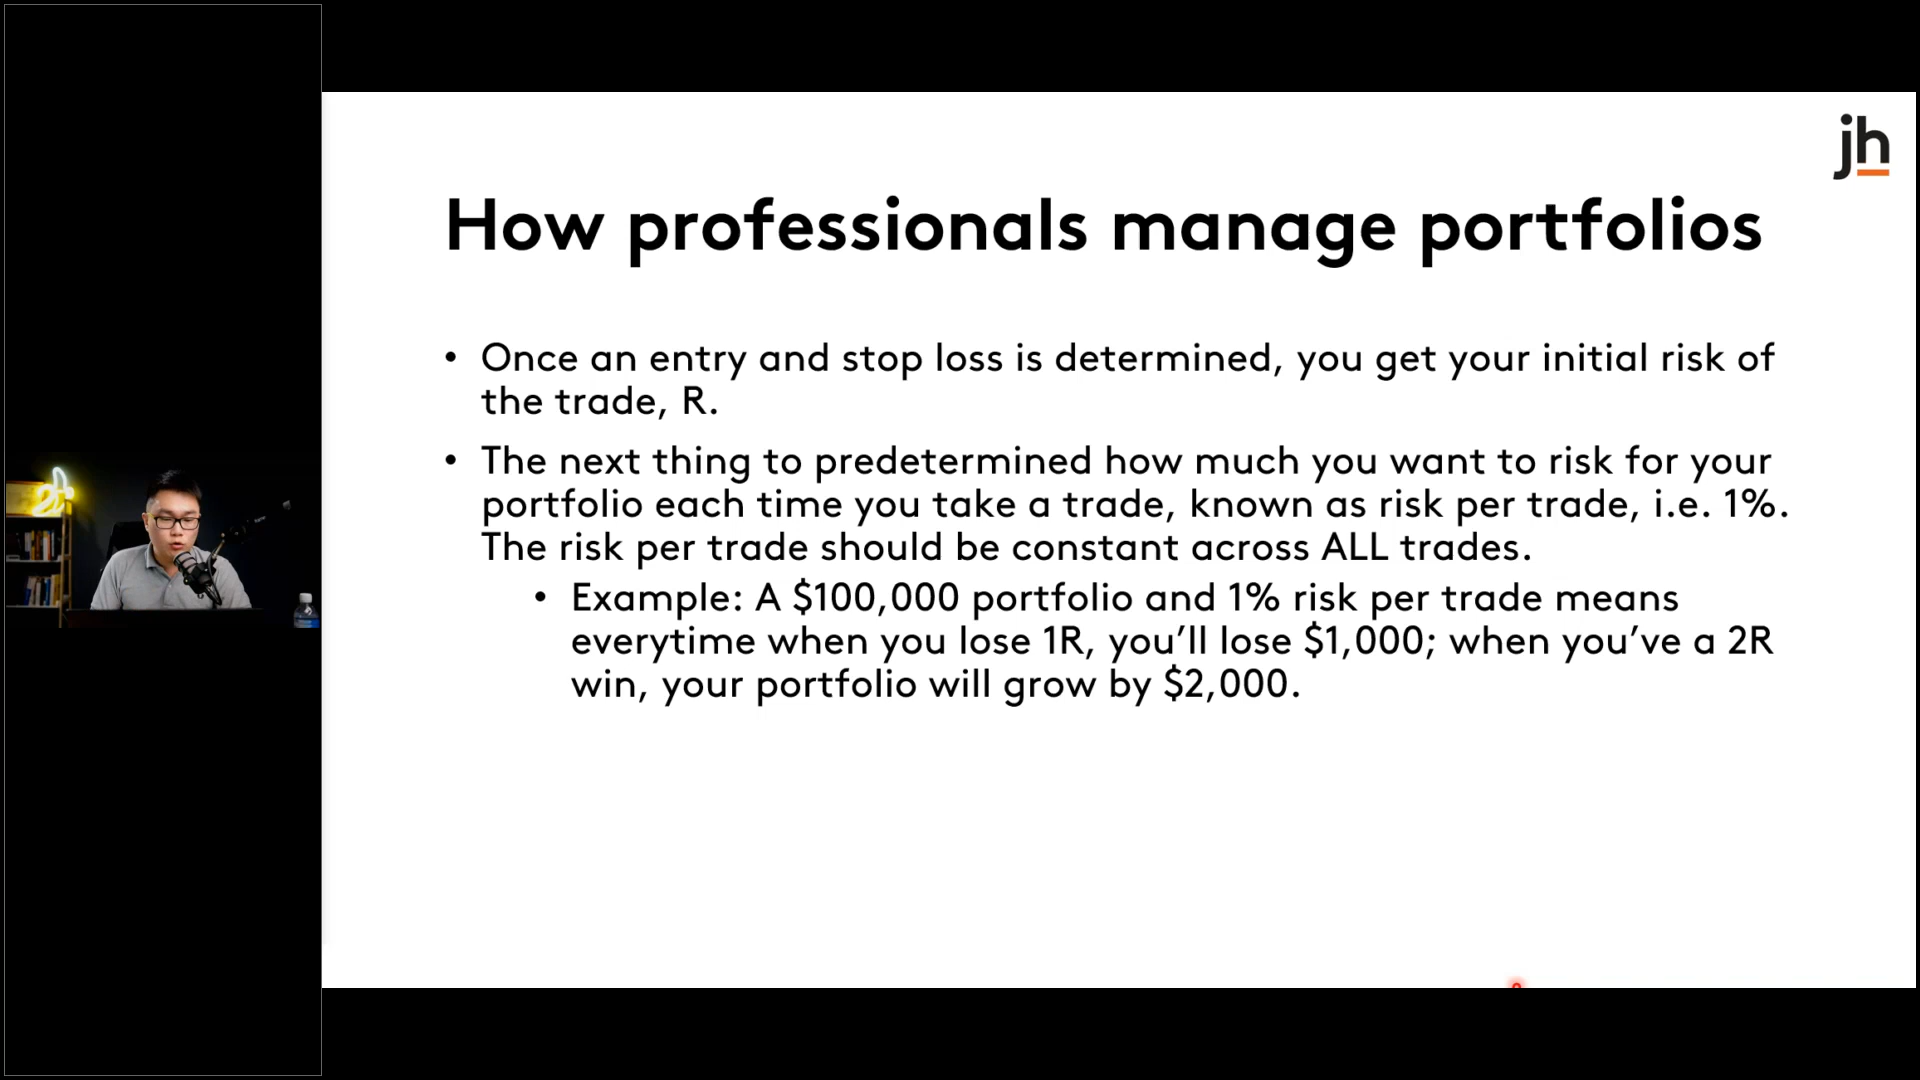 jh
How professionals manage portfolios
• Once an entry and stop loss is determined, you get your initial risk of
the trade, R.
• The next thing to predetermined how much you want to risk for your
portfolio each time you take a trade, known as risk per trade, i.e. 1%.
The risk per trade should be constant across ALL trades.
• Example: A $100,000 portfolio and 1% risk per trade means
everytime when you lose 1R, you’ll lose $1,000; when you’ve a 2R
win, your portfolio will grow by $2,000.